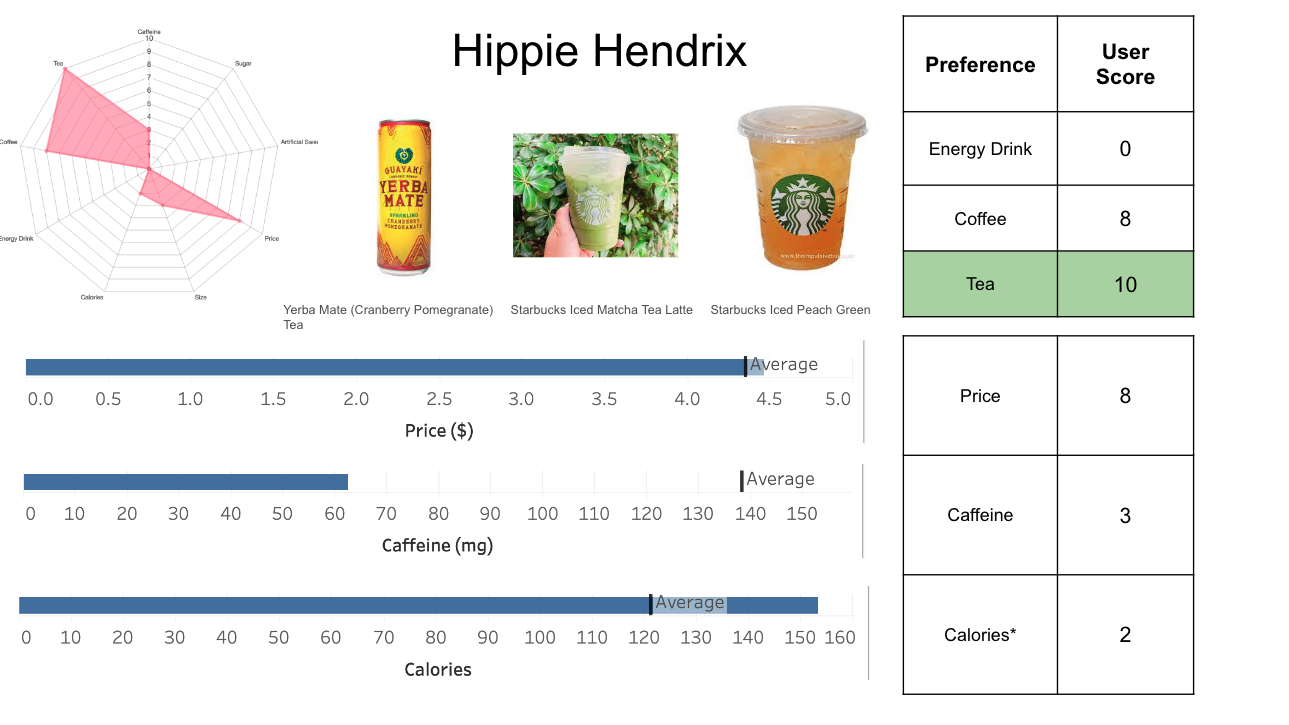 Hippie Hendrix
Caffeine
10
9
8
7
6
5
4
3
2
1
Sugar
Price
Size
Calories
Energy Drink
Coffee
Tea
GUAYAKÍ
YERBA
MATE
SPARKLING
CRANBERRY
POMEGRANATE
Yerba Mate (Cranberry Pomegranate) Starbucks Iced Matcha Tea Latte Starbucks Iced Peach Green
Tea
Average
0.0 0.5 1.0 1.5 2.0 2.5 3.0 3.5 4.0 4.5 5.0
Price ($)
Average
0 10 20 30 40 50 60 70 80 90 100 110 120 130 140 150
Caffeine (mg)
Average
0 10 20 30 40 50 60 70 80 90 100 110 120 130 140 150 160
Calories
Preference User
Score
Energy Drink 0
Coffee 8
Tea 10
Price 8
Caffeine 3
Calories* 2